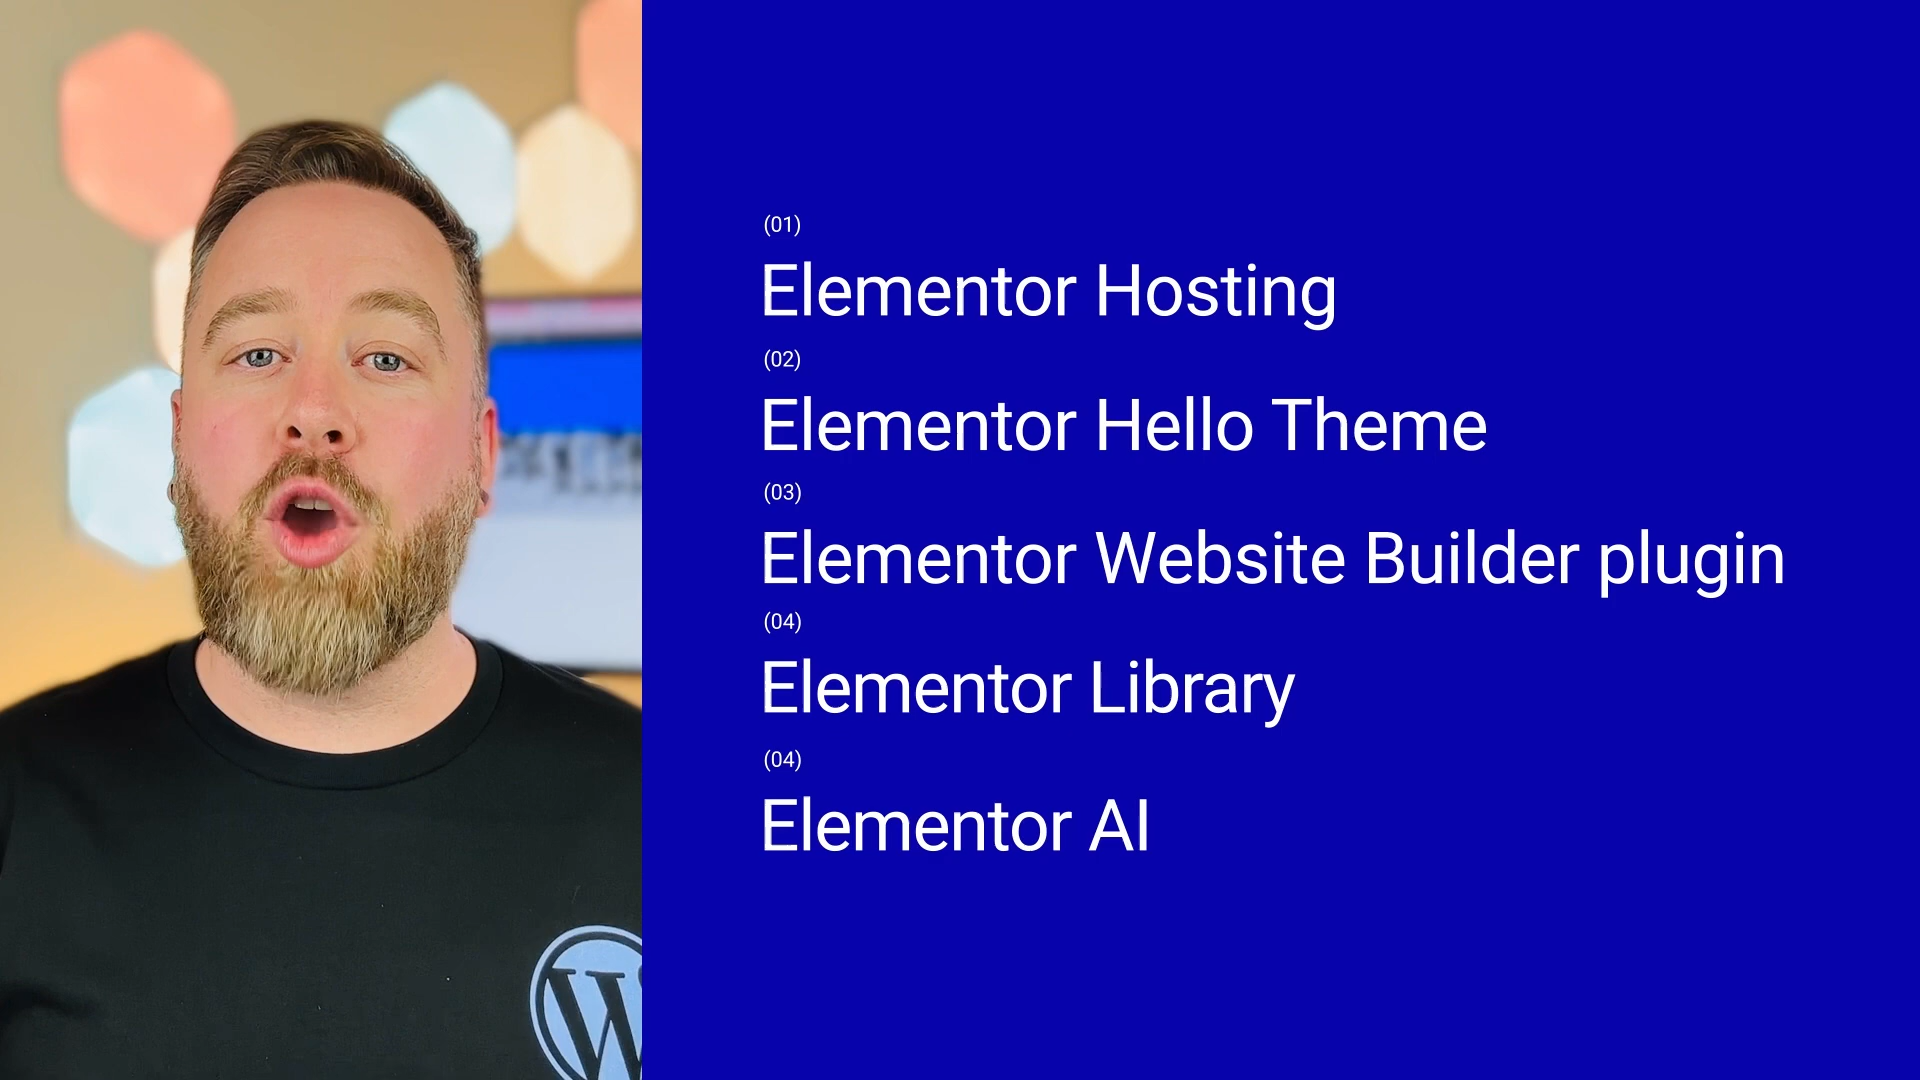 (01)
Elementor Hosting
(02)
Elementor Hello Theme
(03)
Elementor Website Builder plugin
(04)
Elementor Library
(04)
Elementor AI
W